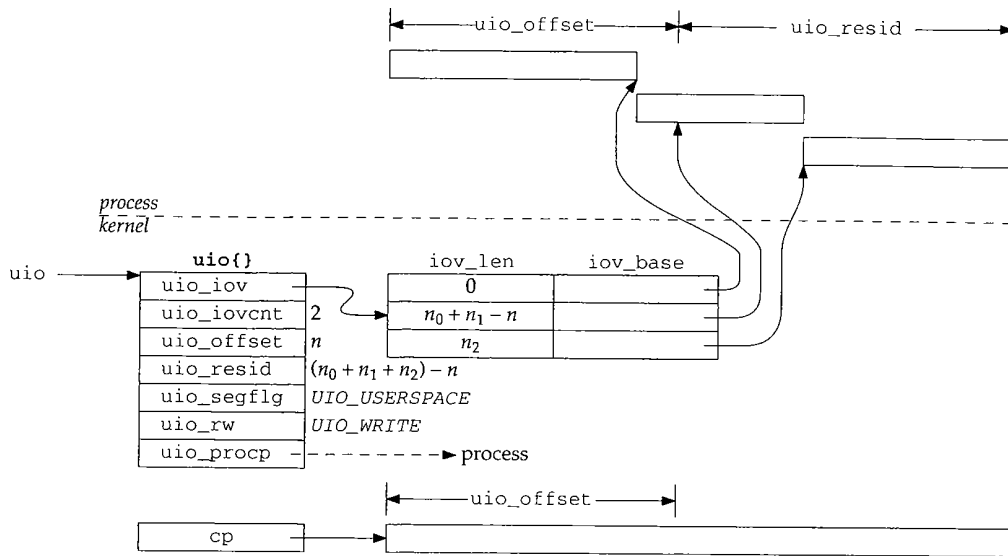 uio_offset uio_resid
process
kernel
uio
uio{}
iov_len iov_base
uio_iov 0
uio_iovcnt 2 n₀ + n₁ − n
uio_offset n n₂
uio_resid (n₀ + n₁ + n₂) − n
uio_segflg UIO_USERSPACE
uio_rw UIO_WRITE
uio_procp process
uio_offset
cp